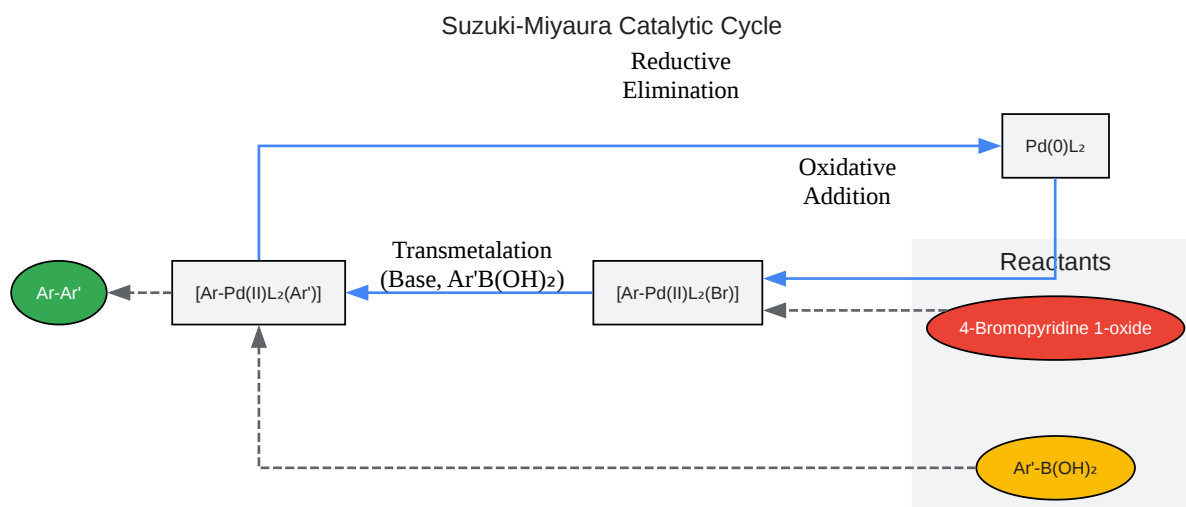 Suzuki-Miyaura Catalytic Cycle
Reductive
Elimination
Pd(0)L₂
Oxidative
Addition
Transmetalation
(Base, Ar'B(OH)₂)
Reactants
Ar-Ar'
[Ar-Pd(II)L₂(Ar')]
[Ar-Pd(II)L₂(Br)]
4-Bromopyridine 1-oxide
Ar'-B(OH)₂